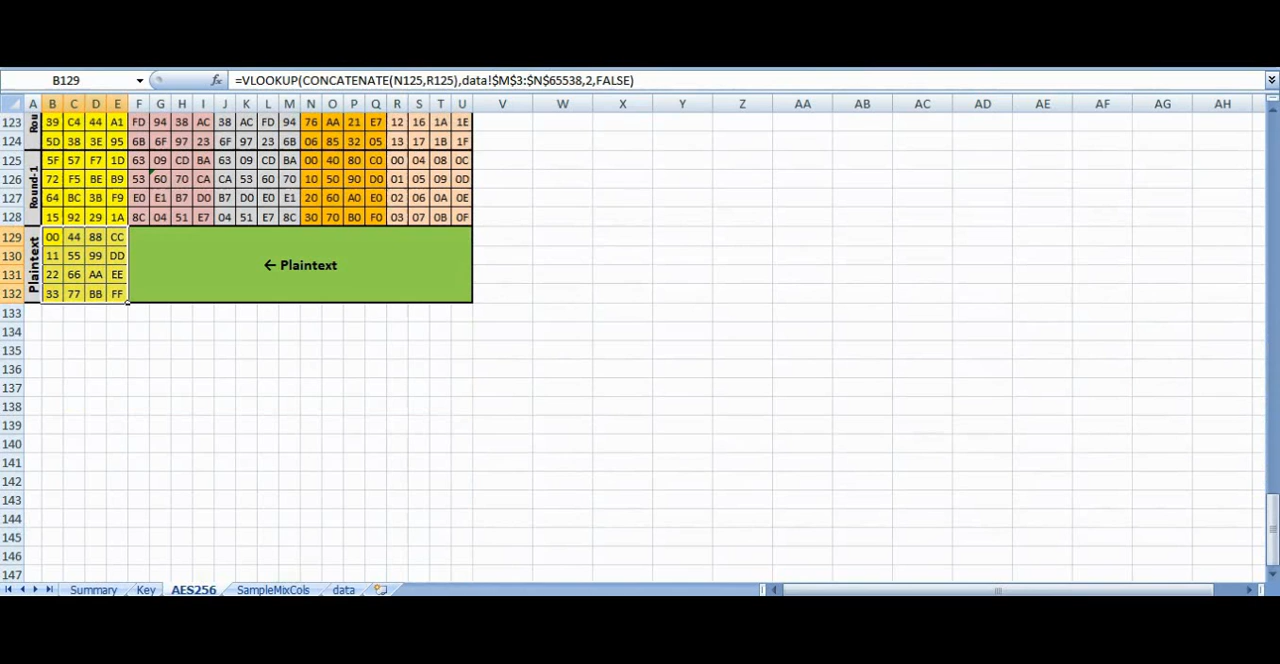 B129 fx =VLOOKUP(CONCATENATE(N125,R125),data!$M$3:$N$65538,2,FALSE)
A B C D E F G H I J K L M N O P Q R S T U V W X Y Z AA AB AC AD AE AF AG AH
123 Rou 39 C4 44 A1 FD 94 38 AC 38 AC FD 94 76 AA 21 E7 12 16 1A 1E
124 5D 38 3E 95 6B 6F 97 23 6F 97 23 6B 06 85 32 05 13 17 1B 1F
125 Round-1 5F 57 F7 1D 63 09 CD BA 63 09 CD BA 00 40 80 C0 00 04 08 0C
126 72 F5 BE B9 53 60 70 CA CA 53 60 70 10 50 90 D0 01 05 09 0D
127 64 BC 3B F9 E0 E1 B7 D0 B7 D0 E0 E1 20 60 A0 E0 02 06 0A 0E
128 15 92 29 1A 8C 04 51 E7 04 51 E7 8C 30 70 B0 F0 03 07 0B 0F
129 Plaintext 00 44 88 CC
130 11 55 99 DD
← Plaintext
131 22 66 AA EE
132 33 77 BB FF
133
134
135
136
137
138
139
140
141
142
143
144
145
146
147
Summary Key AES256 SampleMixCols data